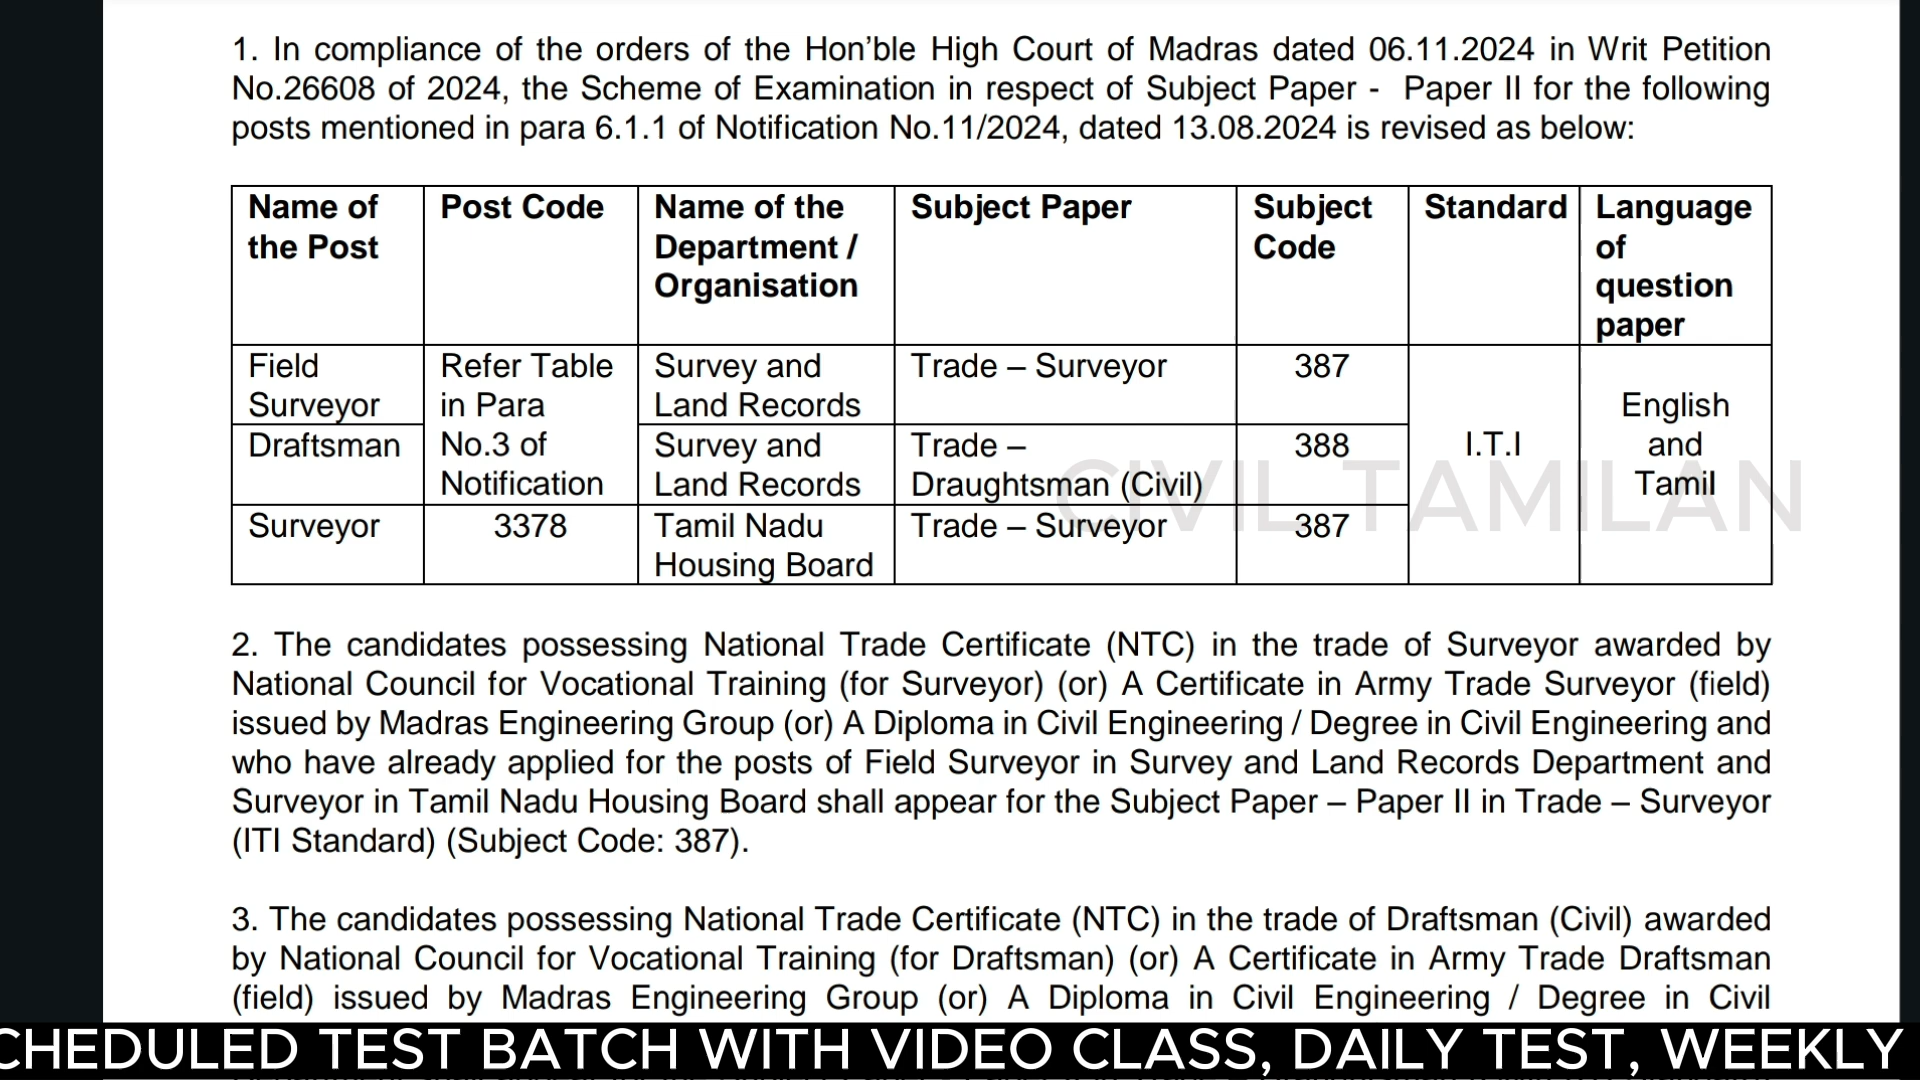 1. In compliance of the orders of the Hon’ble High Court of Madras dated 06.11.2024 in Writ Petition
No.26608 of 2024, the Scheme of Examination in respect of Subject Paper - Paper II for the following
posts mentioned in para 6.1.1 of Notification No.11/2024, dated 13.08.2024 is revised as below:
Name of
the Post
Post Code
Name of the
Department /
Organisation
Subject Paper
Subject
Code
Standard
Language
of
question
paper
Field
Surveyor
Refer Table
in Para
No.3 of
Notification
Survey and
Land Records
Trade – Surveyor
387
I.T.I
English
and
Tamil
Draftsman
Survey and
Land Records
Trade –
Draughtsman (Civil)
388
Surveyor
3378
Tamil Nadu
Housing Board
Trade – Surveyor
387
CIVIL TAMILAN
2. The candidates possessing National Trade Certificate (NTC) in the trade of Surveyor awarded by
National Council for Vocational Training (for Surveyor) (or) A Certificate in Army Trade Surveyor (field)
issued by Madras Engineering Group (or) A Diploma in Civil Engineering / Degree in Civil Engineering and
who have already applied for the posts of Field Surveyor in Survey and Land Records Department and
Surveyor in Tamil Nadu Housing Board shall appear for the Subject Paper – Paper II in Trade – Surveyor
(ITI Standard) (Subject Code: 387).
3. The candidates possessing National Trade Certificate (NTC) in the trade of Draftsman (Civil) awarded
by National Council for Vocational Training (for Draftsman) (or) A Certificate in Army Trade Draftsman
(field) issued by Madras Engineering Group (or) A Diploma in Civil Engineering / Degree in Civil
CHEDULED TEST BATCH WITH VIDEO CLASS, DAILY TEST, WEEKLY